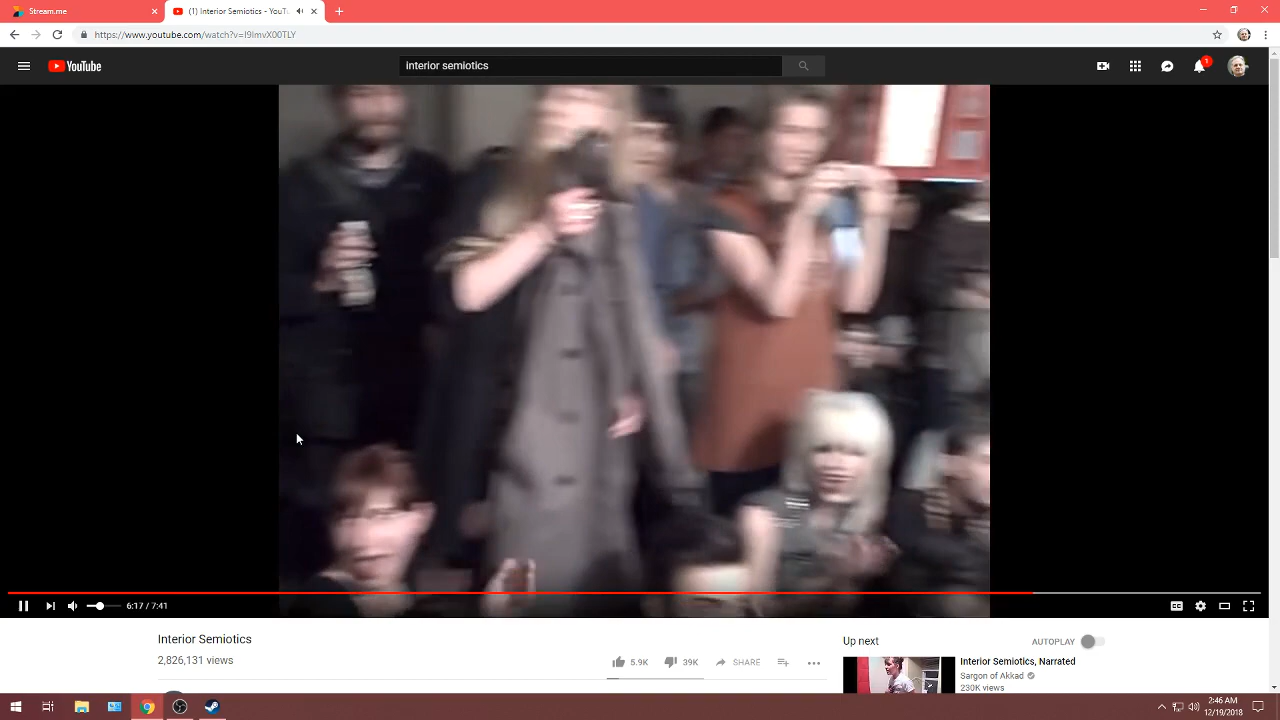 Stream.me
(1) Interior Semiotics - YouT
https://www.youtube.com/watch?v=I9lmvX00TLY
YouTube
interior semiotics
1
6:17 / 7:41
Interior Semiotics
2,826,131 views
5.9K
39K
SHARE
Up next
AUTOPLAY
Interior Semiotics, Narrated
Sargon of Akkad
230K views
2:46 AM
12/19/2018